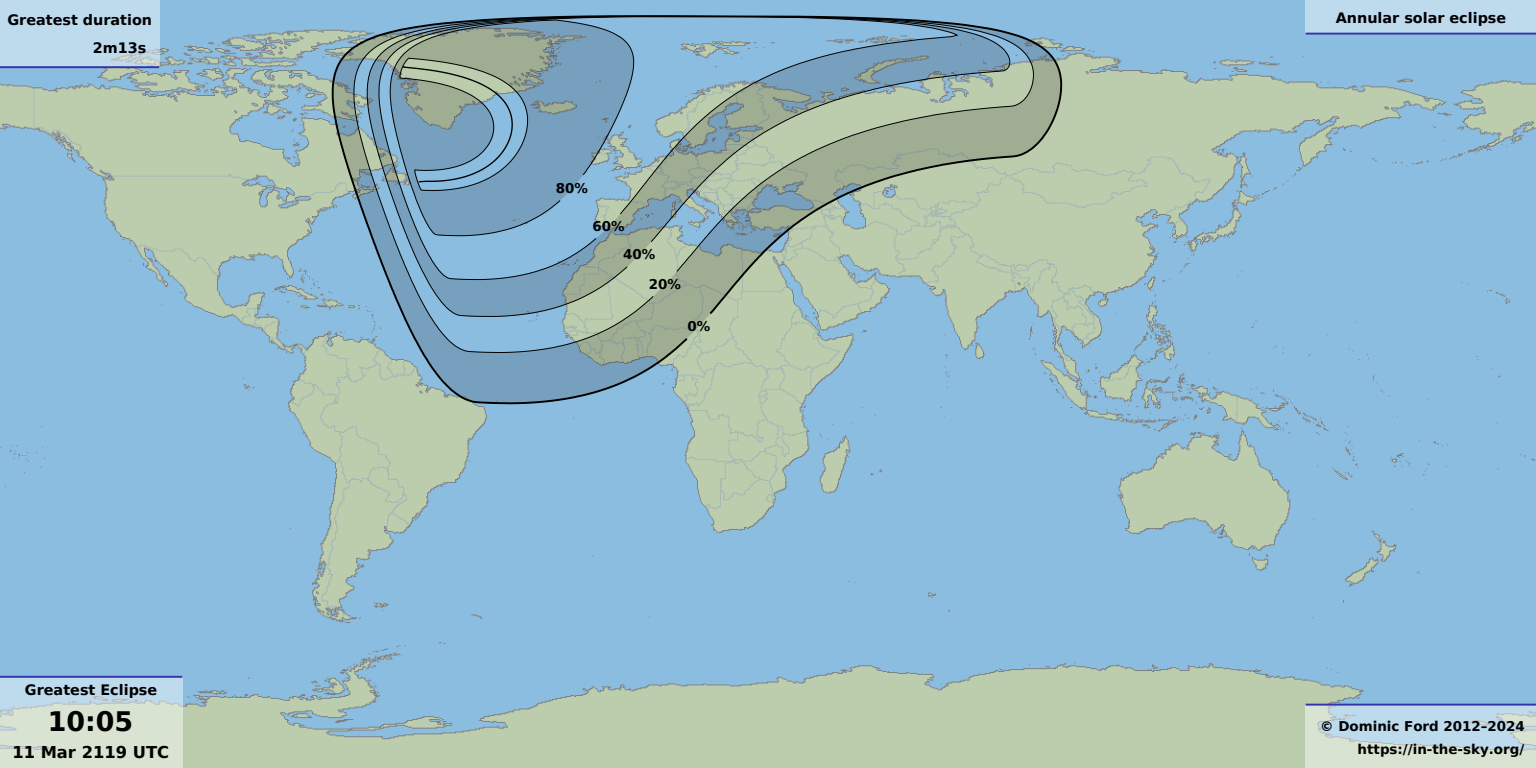 Greatest duration
2m13s
Annular solar eclipse
80%
60%
40%
20%
0%
Greatest Eclipse
10:05
11 Mar 2119 UTC
© Dominic Ford 2012–2024
https://in-the-sky.org/